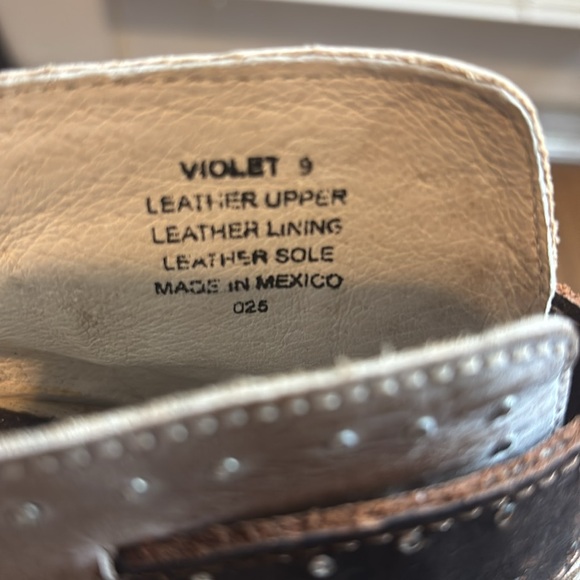 VIOLET 9
LEATHER UPPER
LEATHER LINING
LEATHER SOLE
MADE IN MEXICO
025